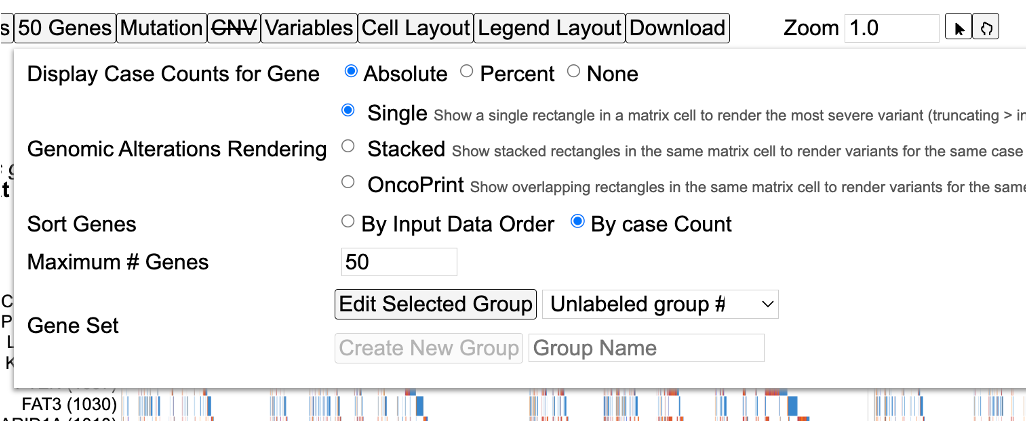 s 50 Genes Mutation CNV Variables Cell Layout Legend Layout Download Zoom 1.0
Display Case Counts for Gene Absolute Percent None
Single Show a single rectangle in a matrix cell to render the most severe variant (truncating > in
Genomic Alterations Rendering Stacked Show stacked rectangles in the same matrix cell to render variants for the same case
OncoPrint Show overlapping rectangles in the same matrix cell to render variants for the same
Sort Genes By Input Data Order By case Count
Maximum # Genes 50
Edit Selected Group Unlabeled group #
Gene Set
Create New Group Group Name
FAT3 (1030)